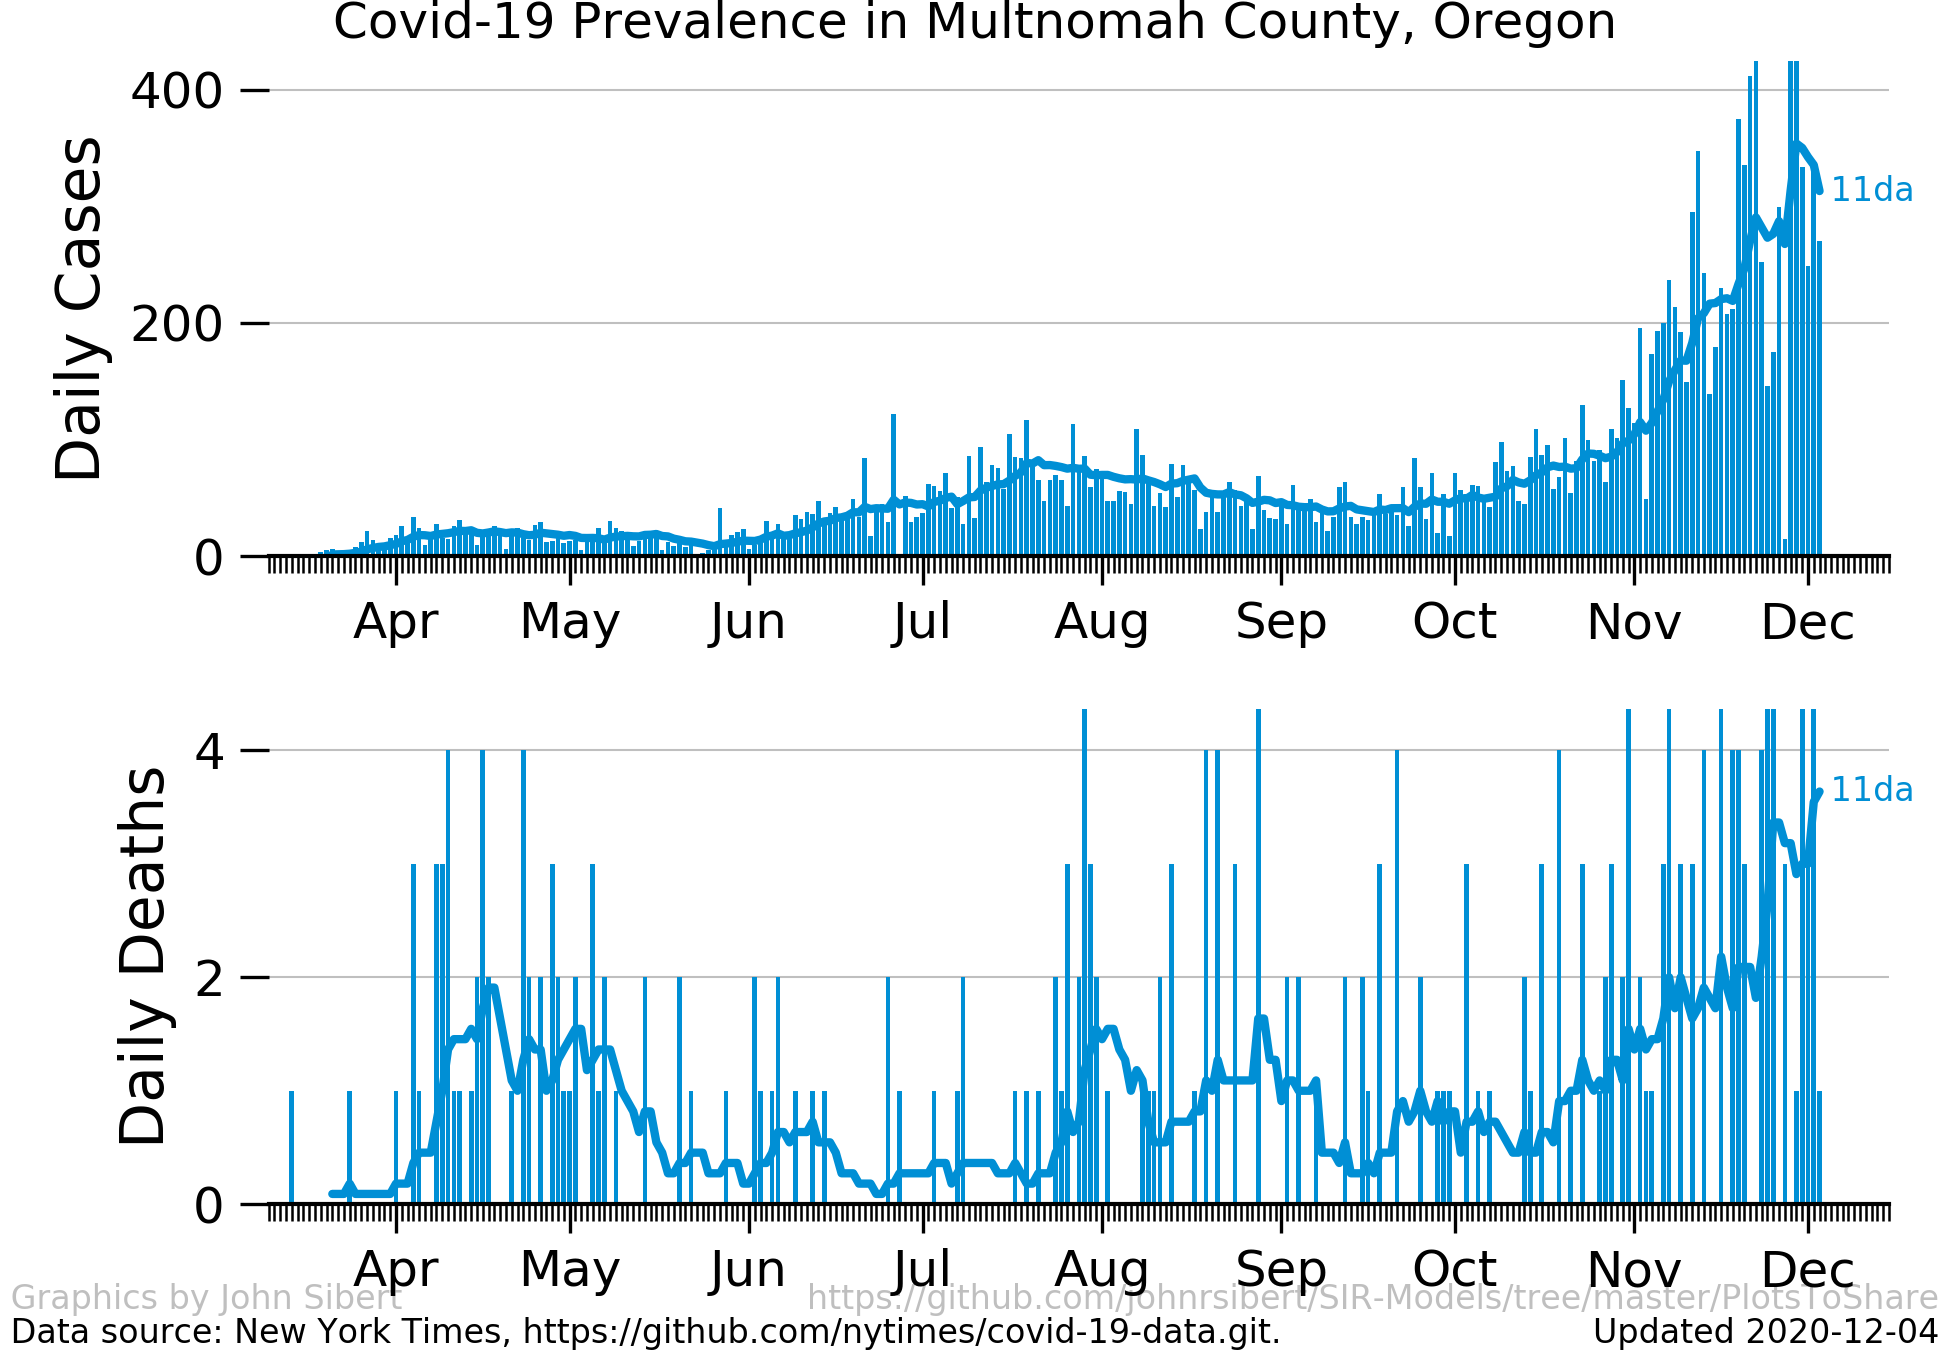 Covid-19 Prevalence in Multnomah County, Oregon
400
200
0
Daily Cases
11da
Apr May Jun Jul Aug Sep Oct Nov Dec
4
2
0
Daily Deaths
11da
Apr May Jun Jul Aug Sep Oct Nov Dec
Graphics by John Sibert https://github.com/johnrsibert/SIR-Models/tree/master/PlotsToShare
Data source: New York Times, https://github.com/nytimes/covid-19-data.git. Updated 2020-12-04